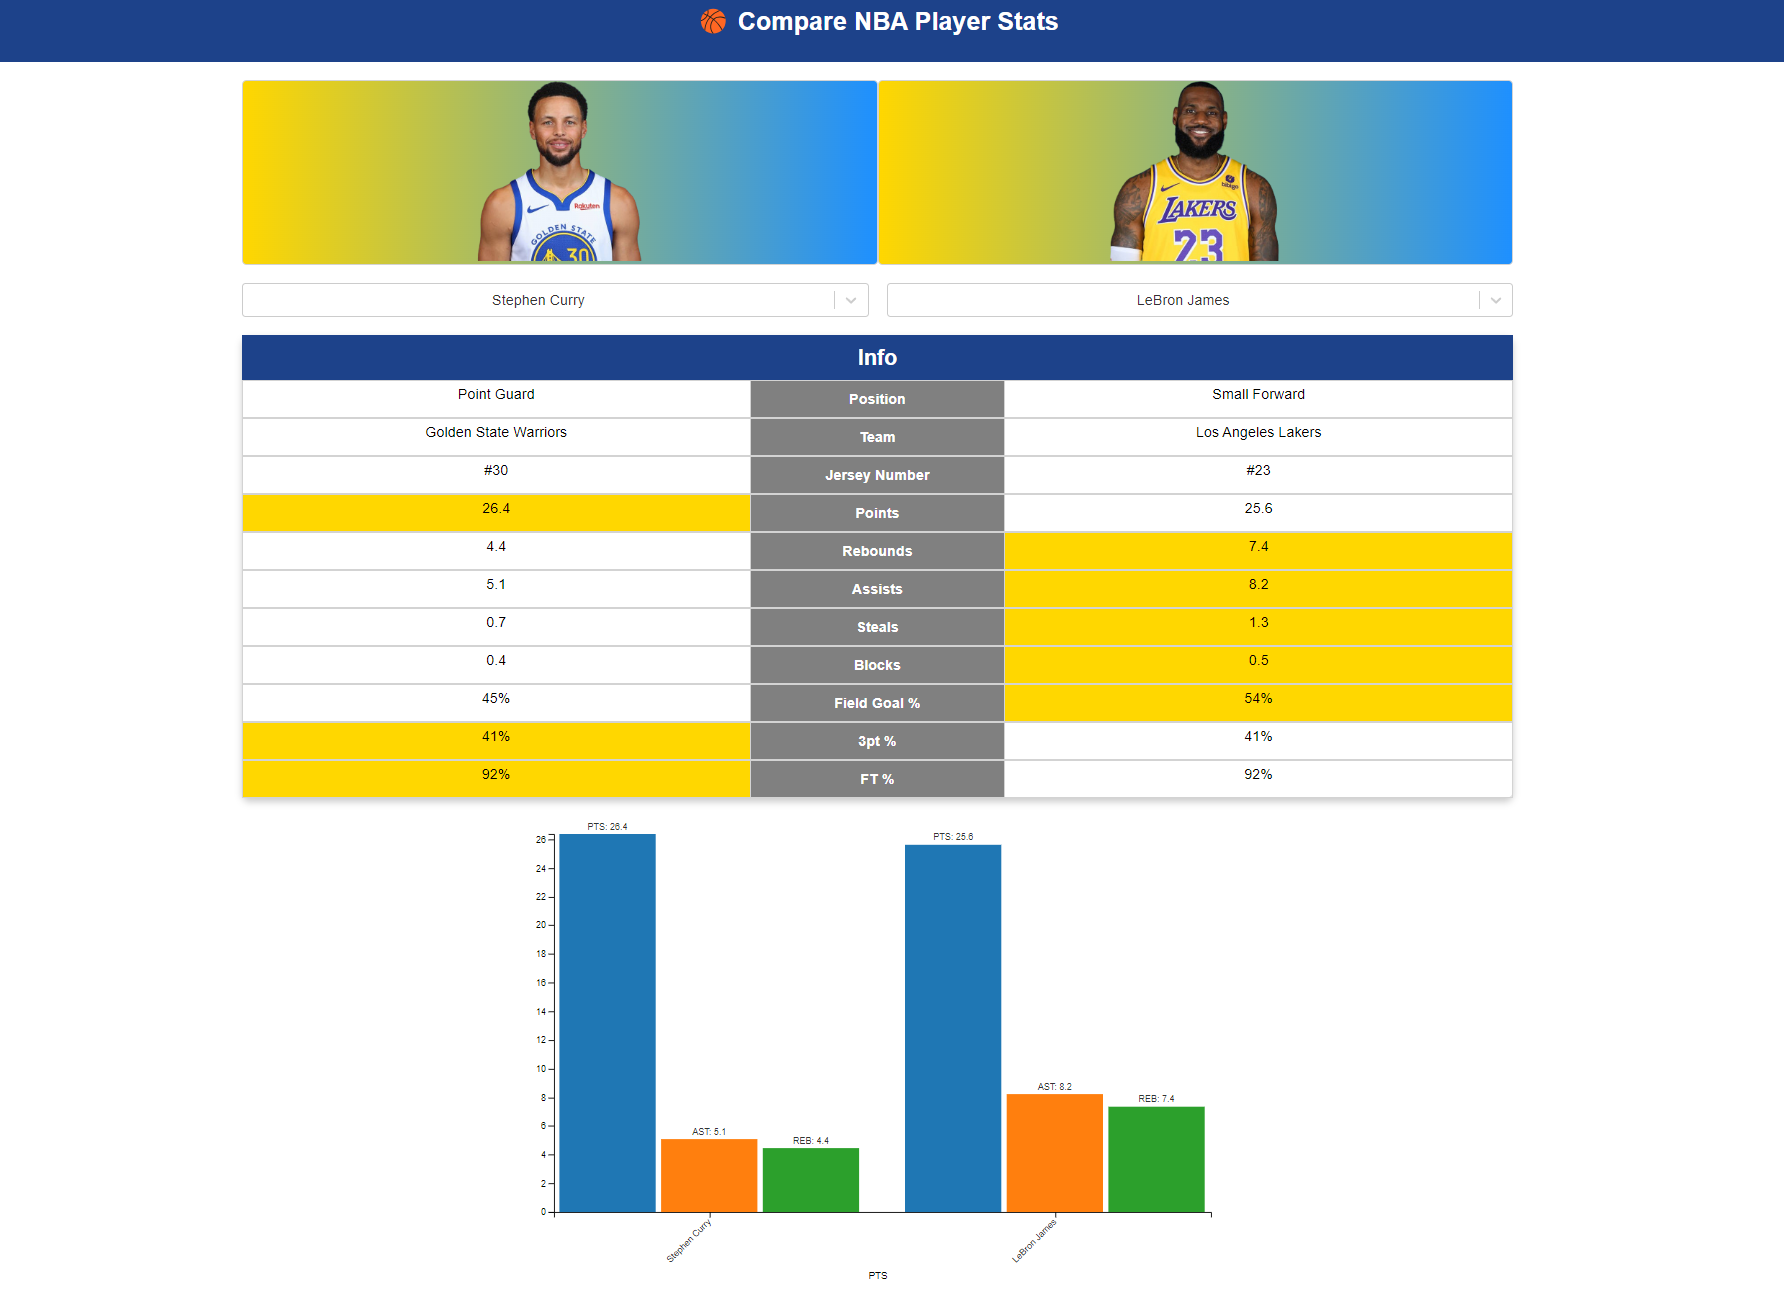 Compare NBA Player Stats
Rakuten
GOLDEN STATE
30
bibigo
LAKERS
23
Stephen Curry
LeBron James
Info
Point Guard Position Small Forward
Golden State Warriors Team Los Angeles Lakers
#30 Jersey Number #23
26.4 Points 25.6
4.4 Rebounds 7.4
5.1 Assists 8.2
0.7 Steals 1.3
0.4 Blocks 0.5
45% Field Goal % 54%
41% 3pt % 41%
92% FT % 92%
PTS: 26.4
PTS: 25.6
AST: 5.1
REB: 4.4
AST: 8.2
REB: 7.4
26
24
22
20
18
16
14
12
10
8
6
4
2
0
Stephen Curry
LeBron James
PTS